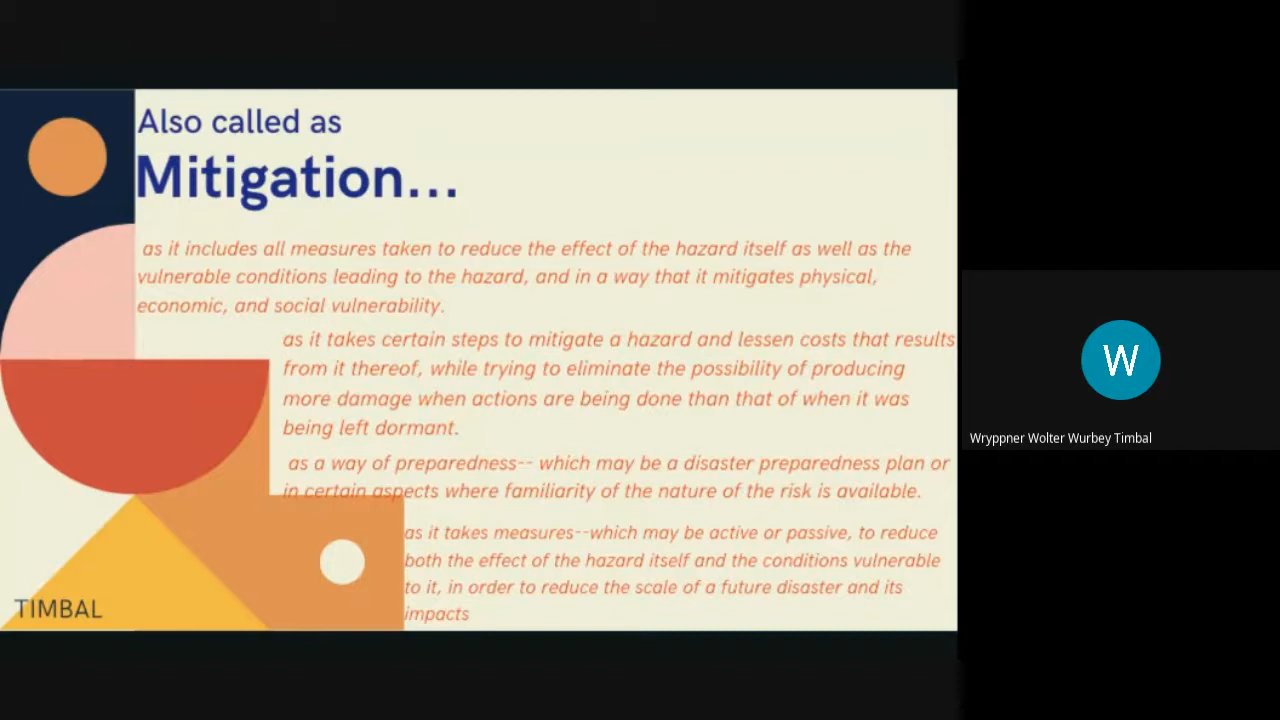 Also called as
Mitigation...
as it includes all measures taken to reduce the effect of the hazard itself as well as the
vulnerable conditions leading to the hazard, and in a way that it mitigates physical,
economic, and social vulnerability.
as it takes certain steps to mitigate a hazard and lessen costs that results
from it thereof, while trying to eliminate the possibility of producing
more damage when actions are being done than that of when it was
being left dormant.
as a way of preparedness-- which may be a disaster preparedness plan or
in certain aspects where familiarity of the nature of the risk is available.
as it takes measures--which may be active or passive, to reduce
both the effect of the hazard itself and the conditions vulnerable
to it, in order to reduce the scale of a future disaster and its
impacts
TIMBAL
W
Wryppner Wolter Wurbey Timbal